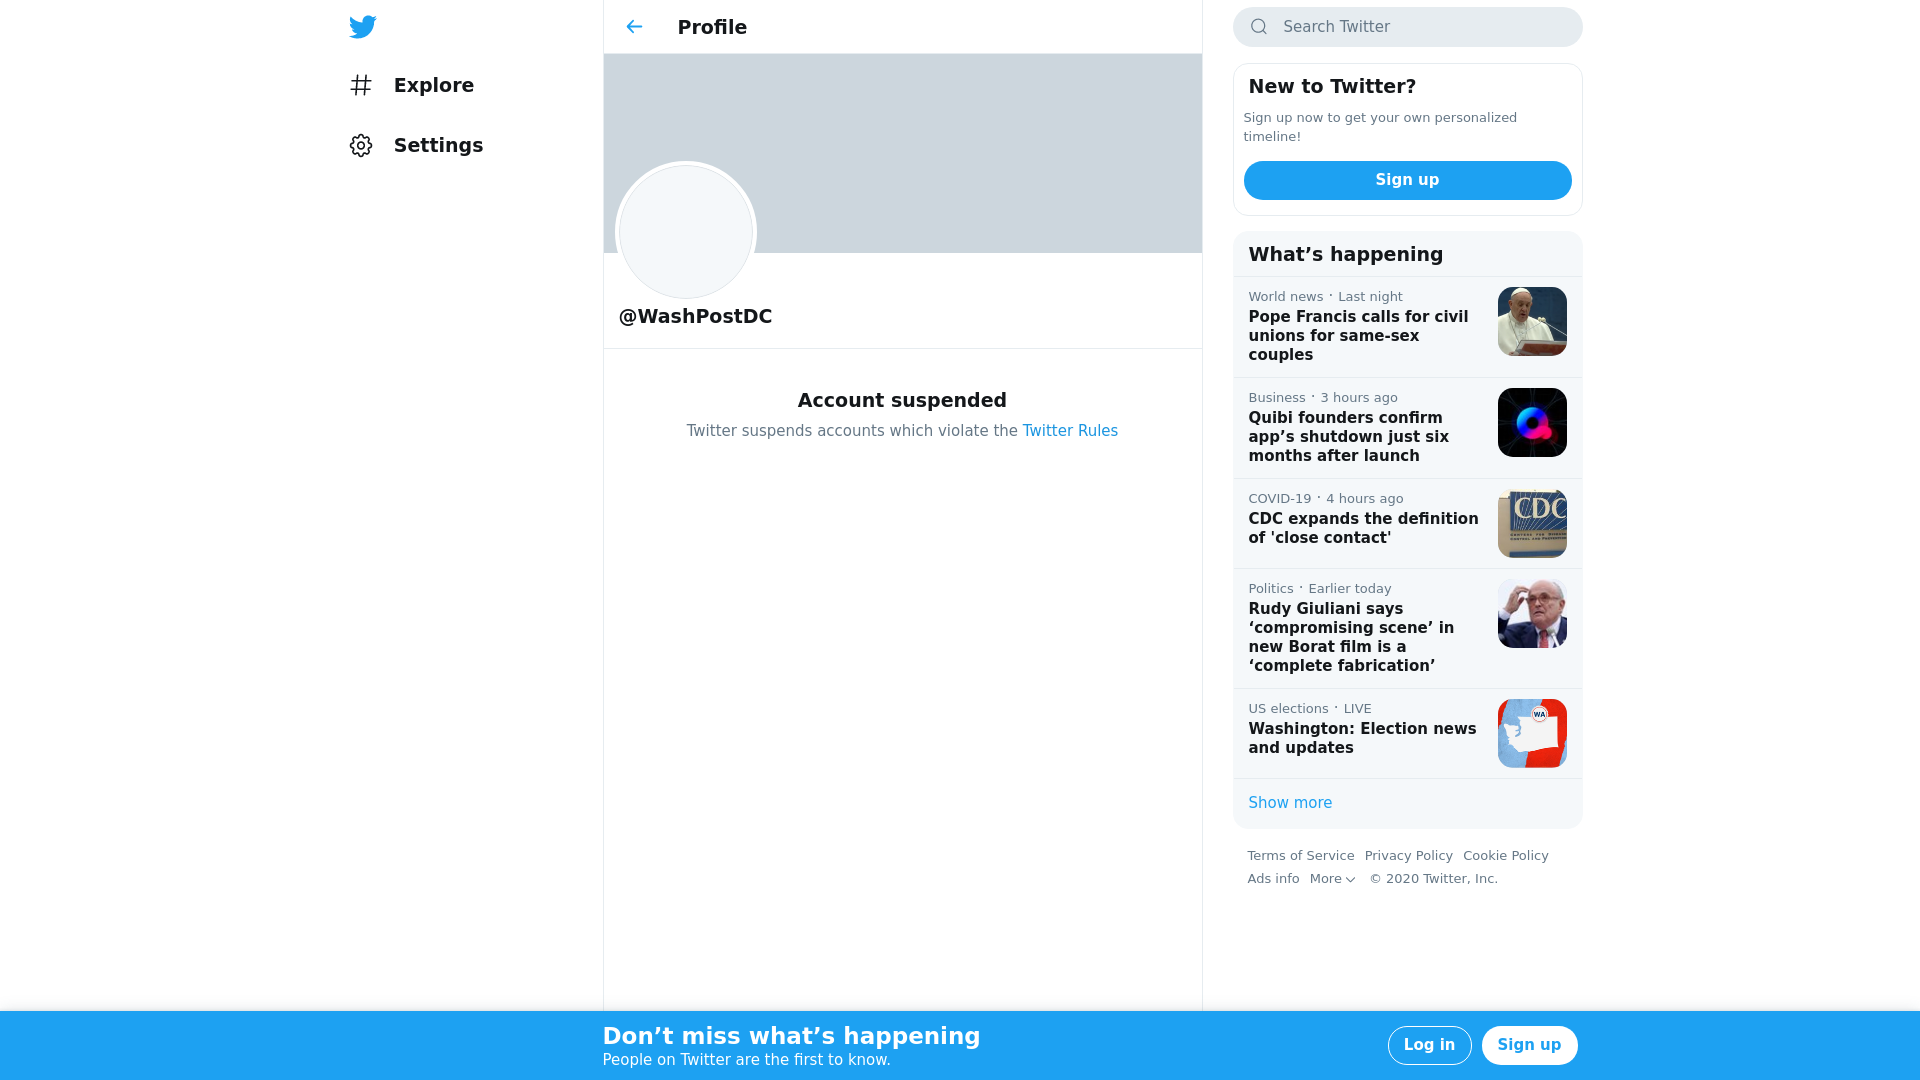 Explore
Settings
Profile
@WashPostDC
Account suspended
Twitter suspends accounts which violate the Twitter Rules
Search Twitter
New to Twitter?
Sign up now to get your own personalized
timeline!
Sign up
What’s happening
World news · Last night
Pope Francis calls for civil
unions for same-sex
couples
Business · 3 hours ago
Quibi founders confirm
app’s shutdown just six
months after launch
COVID-19 · 4 hours ago
CDC expands the definition
of 'close contact'
CDC
Politics · Earlier today
Rudy Giuliani says
‘compromising scene’ in
new Borat film is a
‘complete fabrication’
US elections · LIVE
Washington: Election news
and updates
WA
Show more
Terms of Service Privacy Policy Cookie Policy
Ads info More © 2020 Twitter, Inc.
Don’t miss what’s happening
People on Twitter are the first to know.
Log in
Sign up